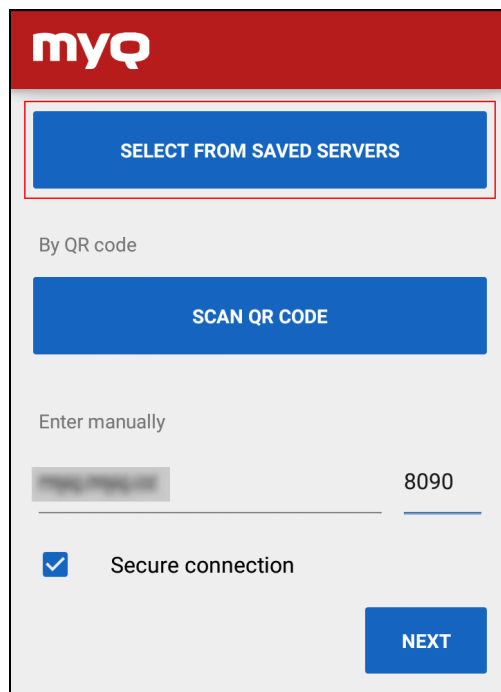 myQ
SELECT FROM SAVED SERVERS
By QR code
SCAN QR CODE
Enter manually
8090
Secure connection
NEXT